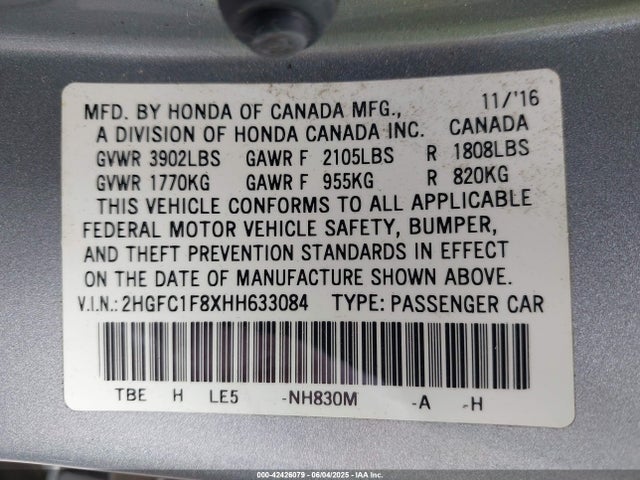 MFD. BY HONDA OF CANADA MFG., 11/'16
A DIVISION OF HONDA CANADA INC. CANADA
GVWR 3902LBS GAWR F 2105LBS R 1808LBS
GVWR 1770KG GAWR F 955KG R 820KG
THIS VEHICLE CONFORMS TO ALL APPLICABLE
FEDERAL MOTOR VEHICLE SAFETY, BUMPER,
AND THEFT PREVENTION STANDARDS IN EFFECT
ON THE DATE OF MANUFACTURE SHOWN ABOVE.
V.I.N.: 2HGFC1F8XHH633084 TYPE: PASSENGER CAR
TBE H LE5 -NH830M -A -H
000-42426079 - 06/04/2025 - IAA Inc.